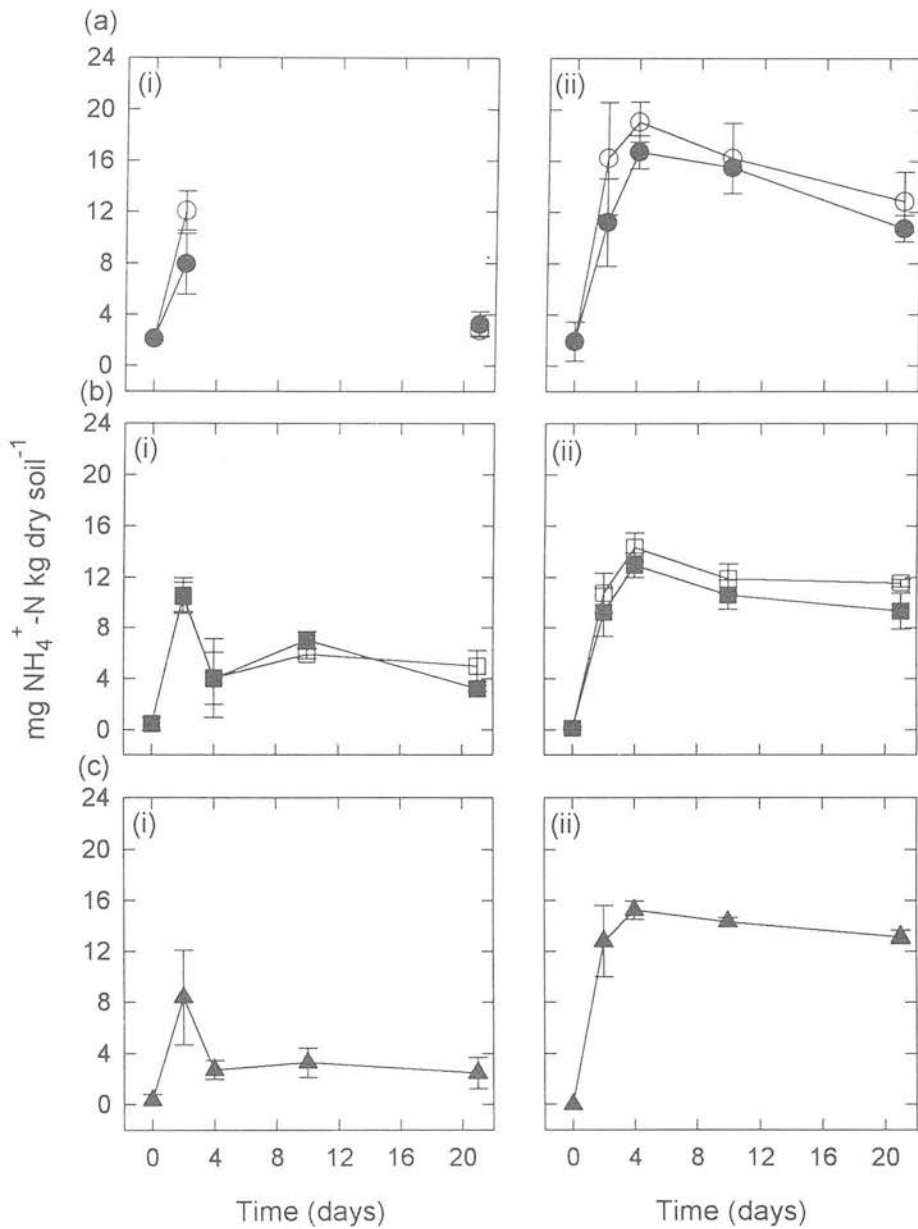 (a)
24
20
16
12
8
4
0
(i)
(ii)
(b)
24
20
16
12
8
4
0
(i)
(ii)
mg NH₄⁺-N kg dry soil⁻¹
(c)
24
20
16
12
8
4
0
(i)
(ii)
0 4 8 12 16 20
0 4 8 12 16 20
Time (days)
Time (days)